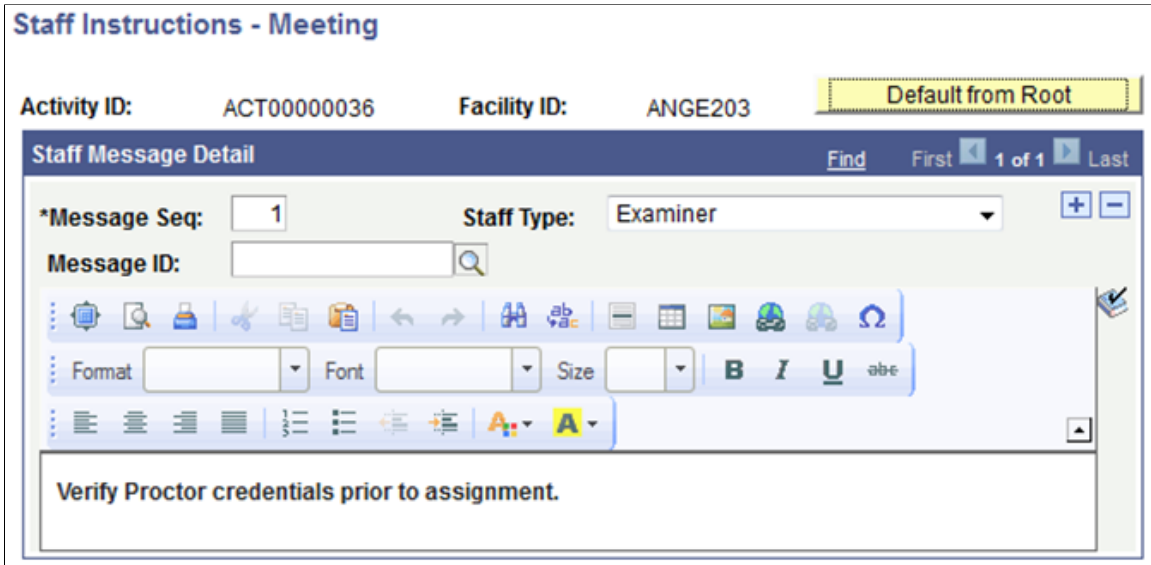 Staff Instructions - Meeting
Activity ID: ACT00000036 Facility ID: ANGE203 Default from Root
Staff Message Detail Find First 1 of 1 Last
*Message Seq: 1 Staff Type: Examiner
Message ID:
Format Font Size B I U abc
A A
Verify Proctor credentials prior to assignment.